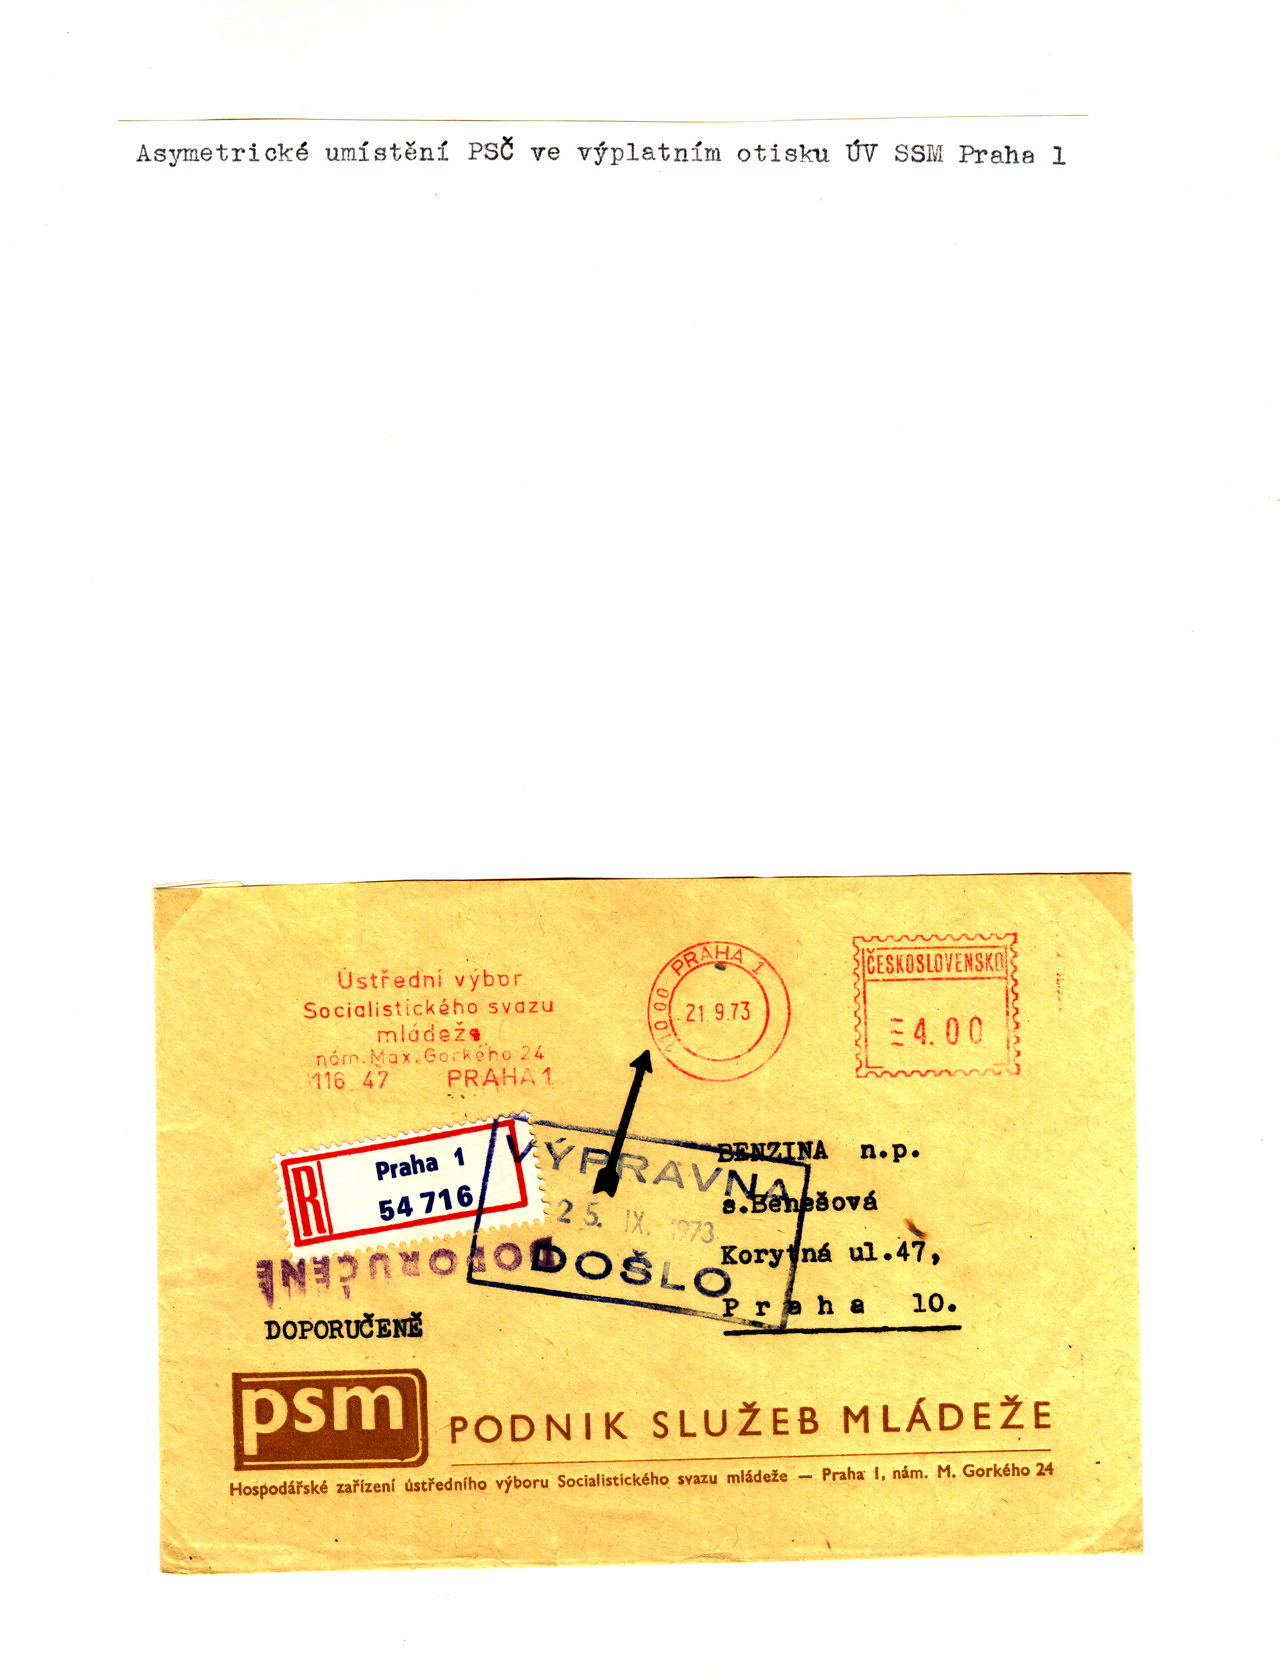 Asymetrické umístění PSČ ve výplatním otisku ÚV SSM Praha 1
Ústřední výbor
Socialistického svazu
mládeže
nám. Max. Gorkého 24
116 47 PRAHA 1
110 00 PRAHA 1
21. 9.73
ČESKOSLOVENSKO
4.00
R
Praha 1
54 716
VÝPRAVNA
25. IX. 1973
DOŠLO
BENZINA n.p.
s.Benešová
Korytná ul.47,
P r a h a 10.
DOPORUČENĚ
DOPORUČENĚ
psm
PODNIK SLUŽEB MLÁDEŽE
Hospodářské zařízení ústředního výboru Socialistického svazu mládeže — Praha 1, nám. M. Gorkého 24